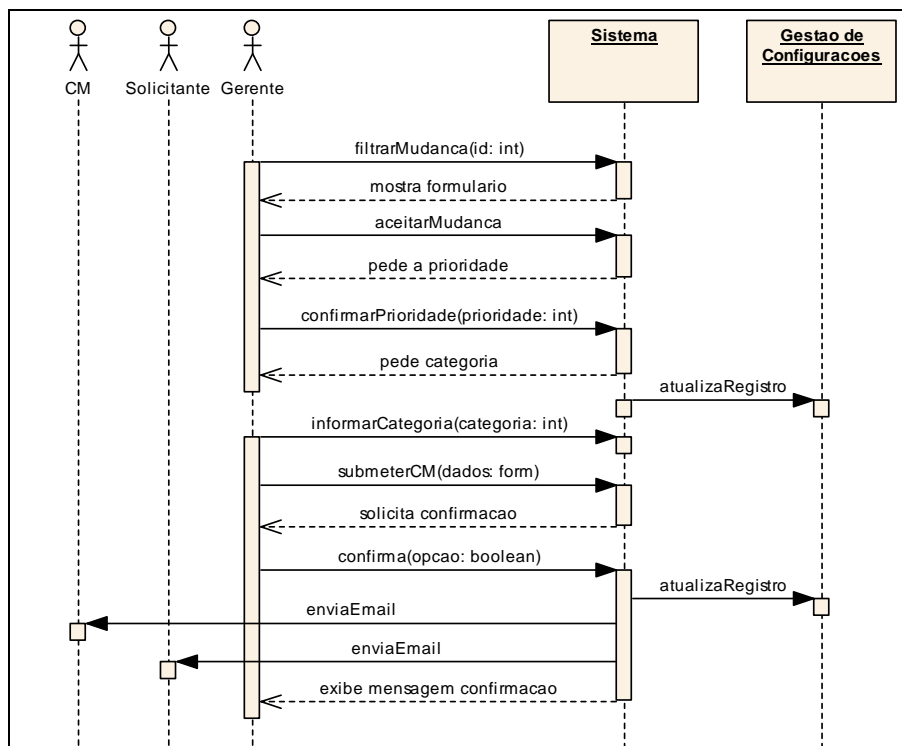 CM
Solicitante
Gerente
Sistema
Gestao de
Configuracoes
filtrarMudanca(id: int)
mostra formulario
aceitarMudanca
pede a prioridade
confirmarPrioridade(prioridade: int)
pede categoria
atualizaRegistro
informarCategoria(categoria: int)
submeterCM(dados: form)
solicita confirmacao
confirma(opcao: boolean)
atualizaRegistro
enviaEmail
enviaEmail
exibe mensagem confirmacao